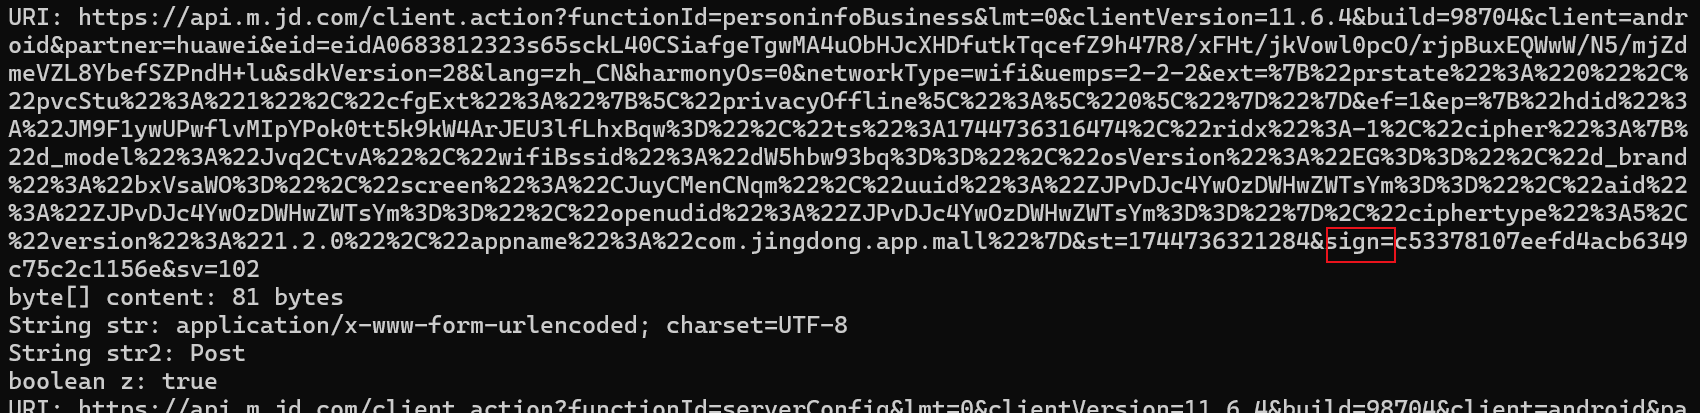 URI: https://api.m.jd.com/client.action?functionId=personinfoBusiness&lmt=0&clientVersion=11.6.4&build=98704&client=andr
oid&partner=huawei&eid=eidA0683812323s65sckL40CSiafgeTgwMA4uObHJcXHDfutkTqcefZ9h47R8/xFHt/jkVowl0pcO/rjpBuxEQWwW/N5/mjZd
meVZL8YbefSZPndH+lu&sdkVersion=28&lang=zh_CN&harmonyOs=0&networkType=wifi&uemps=2-2-2&ext=%7B%22prstate%22%3A%220%22%2C%
22pvcStu%22%3A%221%22%2C%22cfgExt%22%3A%22%7B%5C%22privacyOffline%5C%22%3A%5C%220%5C%22%7D%22%7D&ef=1&ep=%7B%22hdid%22%3
A%22JM9F1ywUPwflvMIpYPok0tt5k9kW4ArJEU3lfLhxBqw%3D%22%2C%22ts%22%3A1744736316474%2C%22ridx%22%3A-1%2C%22cipher%22%3A%7B%
22d_model%22%3A%22Jvq2CtvA%22%2C%22wifiBssid%22%3A%22dW5hbw93bq%3D%3D%22%2C%22osVersion%22%3A%22EG%3D%3D%22%2C%22d_brand
%22%3A%22bxVsaWO%3D%22%2C%22screen%22%3A%22CJuyCMenCNqm%22%2C%22uuid%22%3A%22ZJPvDJc4YwOzDWHwZWTsYm%3D%3D%22%2C%22aid%22
%3A%22ZJPvDJc4YwOzDWHwZWTsYm%3D%3D%22%2C%22openudid%22%3A%22ZJPvDJc4YwOzDWHwZWTsYm%3D%3D%22%7D%2C%22ciphertype%22%3A5%2C
%22version%22%3A%221.2.0%22%2C%22appname%22%3A%22com.jingdong.app.mall%22%7D&st=1744736321284&sign=c53378107eefd4acb6349
c75c2c1156e&sv=102
byte[] content: 81 bytes
String str: application/x-www-form-urlencoded; charset=UTF-8
String str2: Post
boolean z: true
URI: https://api.m.jd.com/client.action?functionId=serverConfig&lmt=0&clientVersion=11.6.4&build=98704&client=android&pa